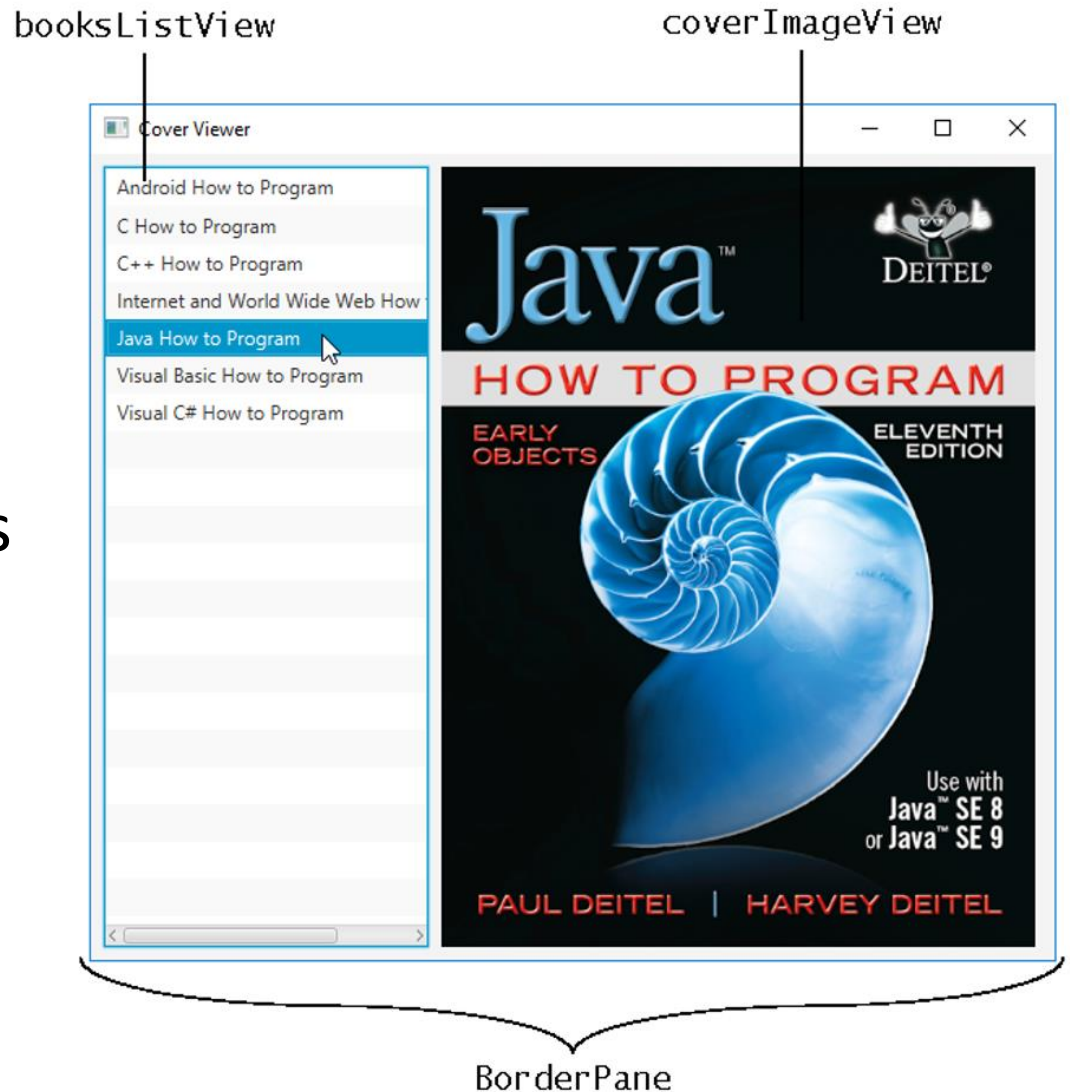 booksListView
coverImageView
Cover Viewer
Android How to Program
C How to Program
C++ How to Program
Internet and World Wide Web How
Java How to Program
Visual Basic How to Program
Visual C# How to Program
Java™
DEITEL®
HOW TO PROGRAM
EARLY
OBJECTS
ELEVENTH
EDITION
Use with
Java™ SE 8
or Java™ SE 9
PAUL DEITEL | HARVEY DEITEL
s
BorderPane